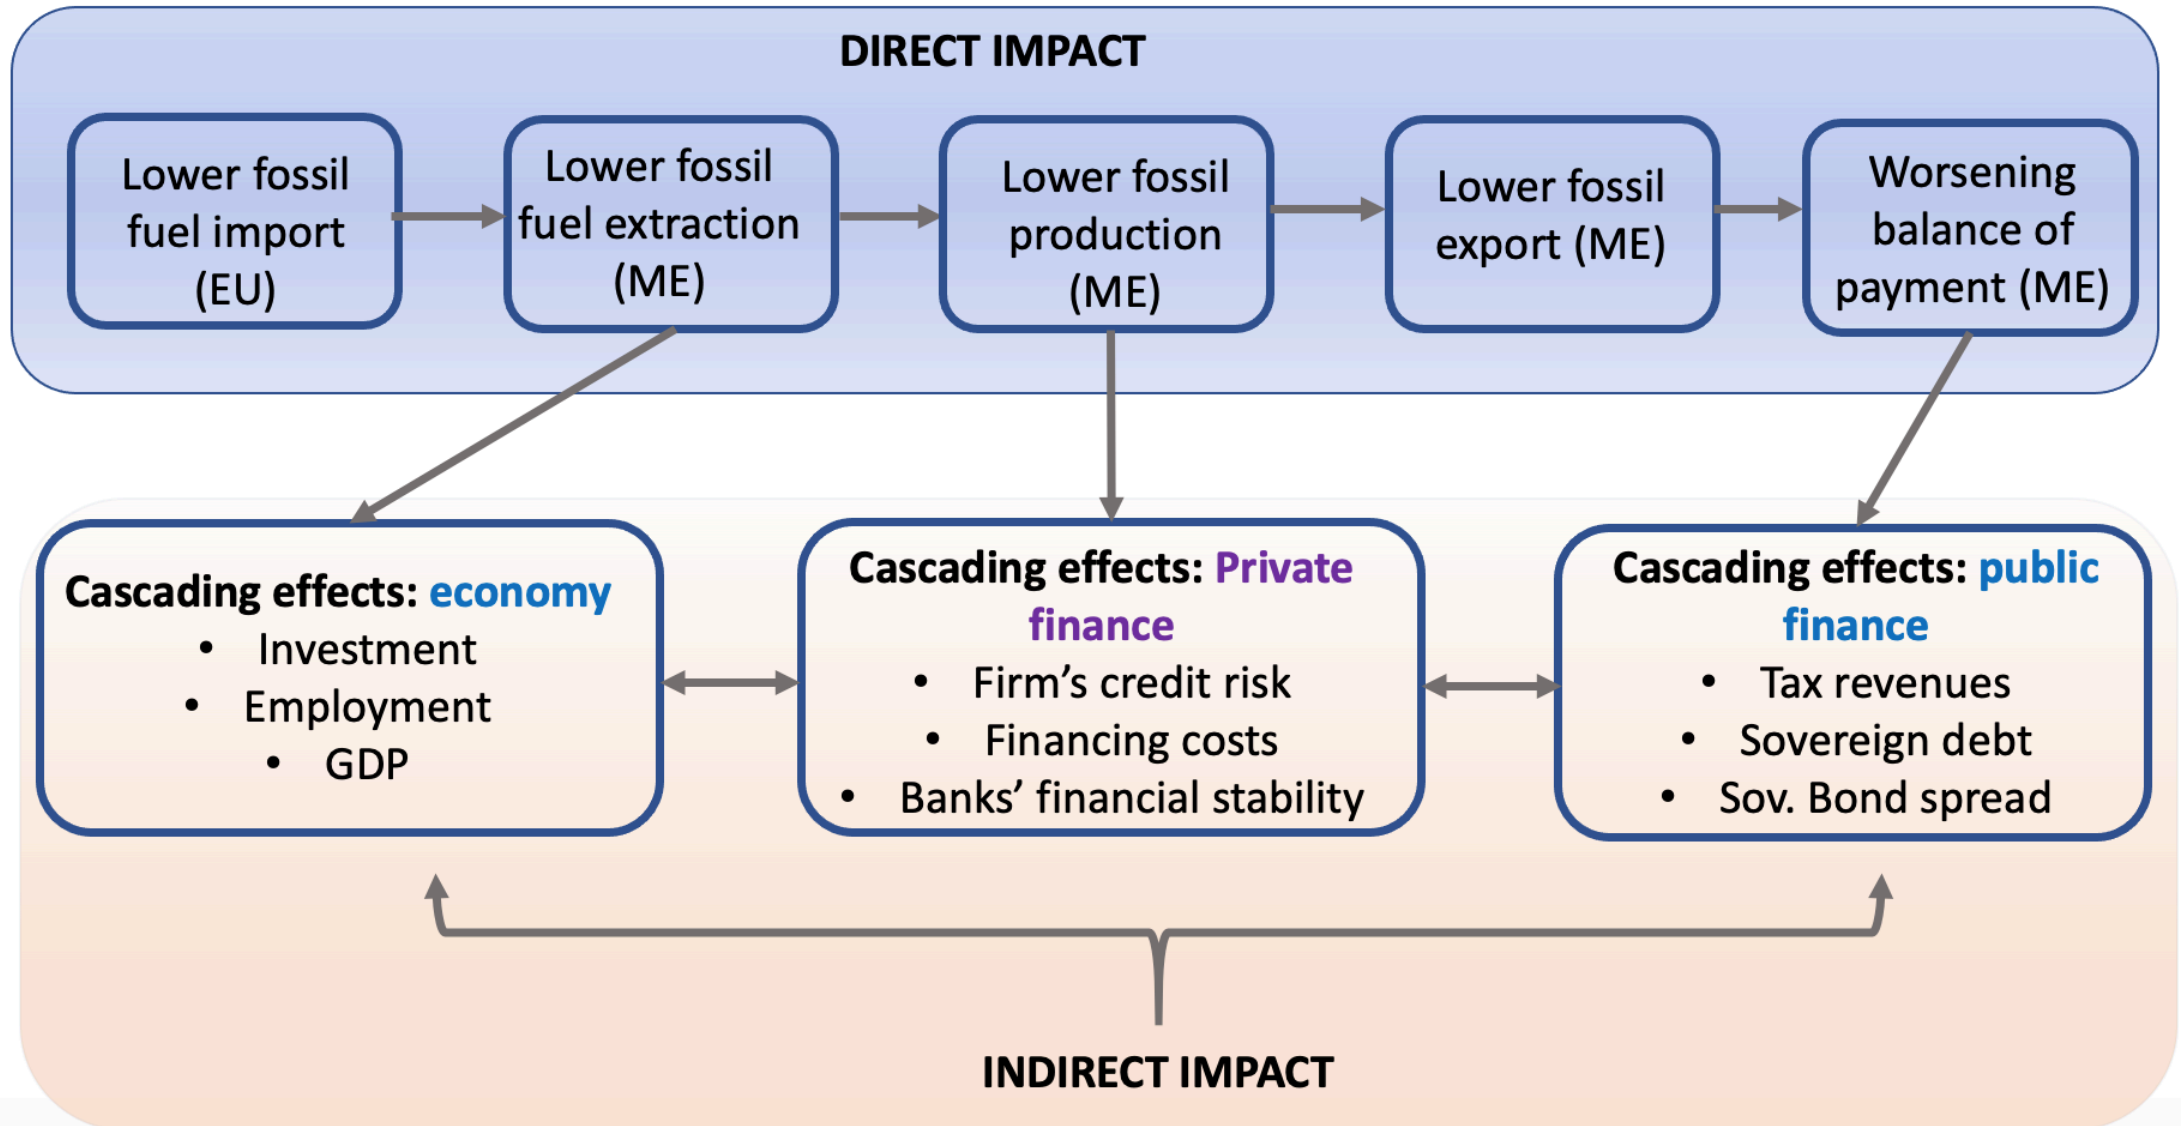 DIRECT IMPACT
Lower fossil
fuel import
(EU)
Lower fossil
fuel extraction
(ME)
Lower fossil
production
(ME)
Lower fossil
export (ME)
Worsening
balance of
payment (ME)
Cascading effects: economy
• Investment
• Employment
• GDP
Cascading effects: Private
finance
• Firm’s credit risk
• Financing costs
• Banks’ financial stability
Cascading effects: public
finance
• Tax revenues
• Sovereign debt
• Sov. Bond spread
INDIRECT IMPACT